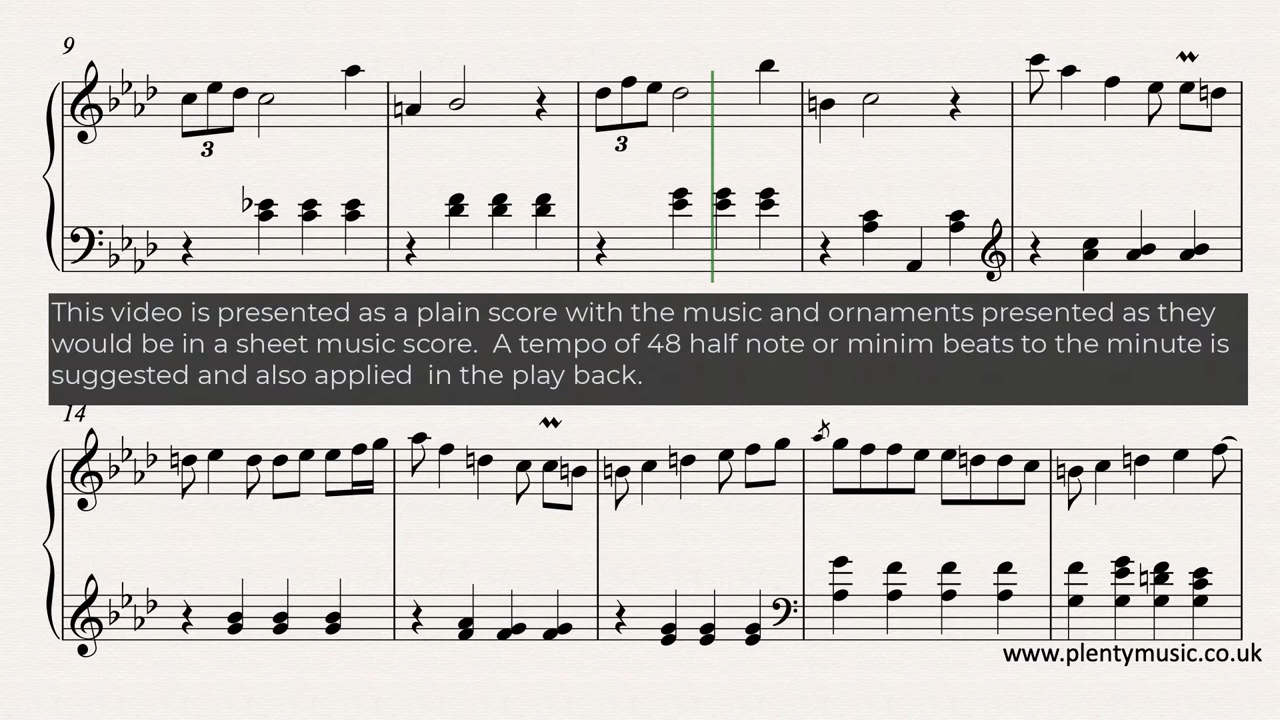 9
3
3
This video is presented as a plain score with the music and ornaments presented as they
would be in a sheet music score.  A tempo of 48 half note or minim beats to the minute is
suggested and also applied  in the play back.
14
www.plentymusic.co.uk